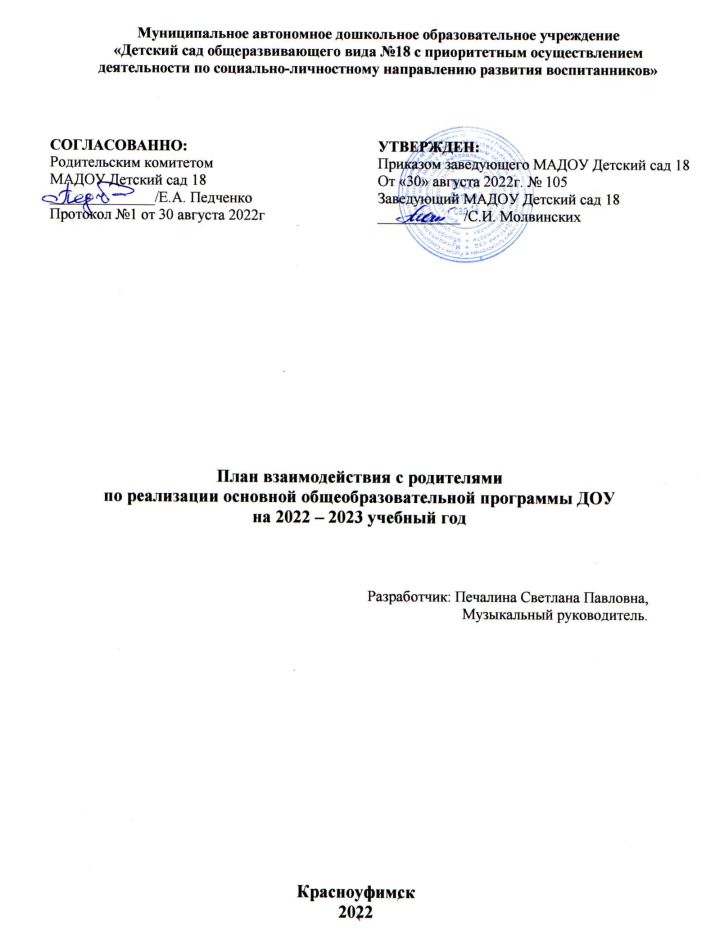 Муниципальное автономное дошкольное образовательное учреждение
«Детский сад общеразвивающего вида №18 с приоритетным осуществлением
деятельности по социально-личностному направлению развития воспитанников»
СОГЛАСОВАННО:
Родительским комитетом
МАДОУ Детский сад 18
/Е.А. Педченко
Протокол №1 от 30 августа 2022г
УТВЕРЖДЕН:
Приказом заведующего МАДОУ Детский сад 18
От «30» августа 2022г. № 105
Заведующий МАДОУ Детский сад 18
/С.И. Молвинских
План взаимодействия с родителями
по реализации основной общеобразовательной программы ДОУ
на 2022 – 2023 учебный год
Разработчик: Печалина Светлана Павловна,
Музыкальный руководитель.
Красноуфимск
2022